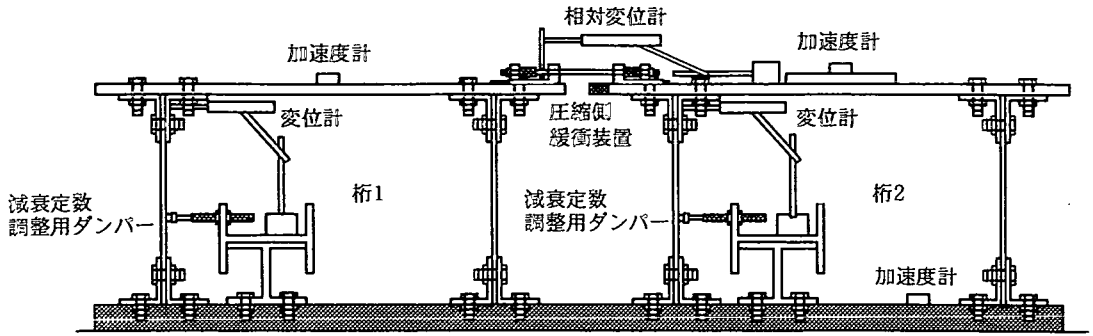 相対変位計
加速度計
加速度計
圧縮側
緩衝装置
変位計
変位計
桁1
桁2
減衰定数
調整用ダンパー
減衰定数
調整用ダンパー
加速度計